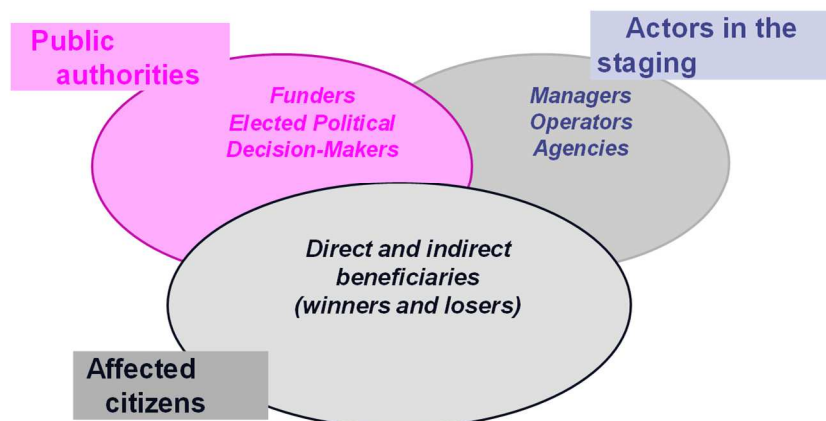 Public
authorities
Actors in the
staging
Funders
Elected Political
Decision-Makers
Managers
Operators
Agencies
Direct and indirect
beneficiaries
(winners and losers)
Affected
citizens